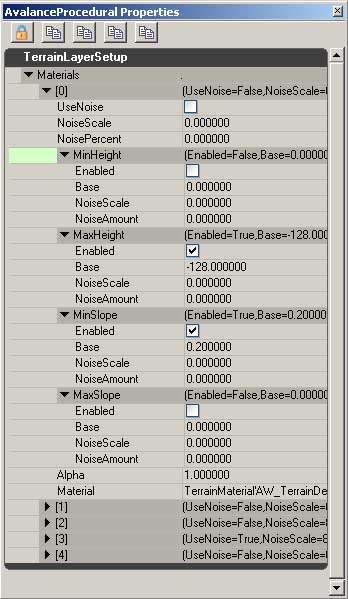 AvalanceProcedural Properties
TerrainLayerSetup
Materials .
[0] (UseNoise=False,NoiseScale=
UseNoise
NoiseScale 0.000000
NoisePercent 0.000000
MinHeight (Enabled=False,Base=0.0000
Enabled
Base 0.000000
NoiseScale 0.000000
NoiseAmount 0.000000
MaxHeight (Enabled=True,Base=-128.000
Enabled
Base -128.000000
NoiseScale 0.000000
NoiseAmount 0.000000
MinSlope (Enabled=True,Base=0.20000
Enabled
Base 0.200000
NoiseScale 0.000000
NoiseAmount 0.000000
MaxSlope (Enabled=False,Base=0.0000
Enabled
Base 0.000000
NoiseScale 0.000000
NoiseAmount 0.000000
Alpha 1.000000
Material TerrainMaterial'AW_TerrainDe
[1] (UseNoise=False,NoiseScale=
[2] (UseNoise=False,NoiseScale=
[3] (UseNoise=True,NoiseScale=8
[4] (UseNoise=False,NoiseScale=